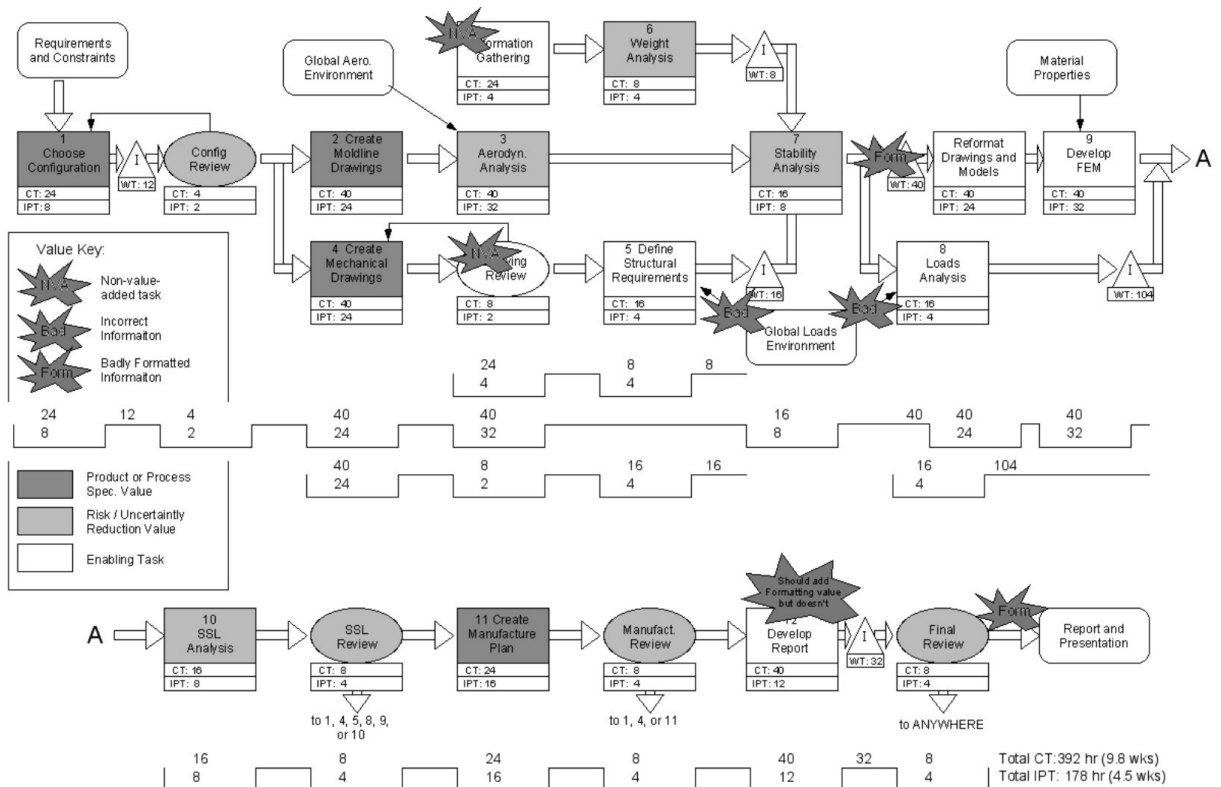 Requirements
and Constraints
Global Aero.
Environment
NVA
formation
Gathering
CT: 24
IPT: 4
6
Weight
Analysis
CT: 8
IPT: 4
I
WT: 8
Material
Properties
1
Choose
Configuration
CT: 24
IPT: 8
I
WT: 12
Config
Review
CT: 4
IPT: 2
2 Create
Moldline
Drawings
CT: 40
IPT: 24
3
Aerodyn.
Analysis
CT: 40
IPT: 32
7
Stability
Analysis
CT: 16
IPT: 8
Form
WT: 40
Reformat
Drawings and
Models
CT: 40
IPT: 24
9
Develop
FEM
CT: 40
IPT: 32
A
4 Create
Mechanical
Drawings
CT: 40
IPT: 24
NVA
Review
CT: 8
IPT: 2
5 Define
Structural
Requirements
CT: 16
IPT: 4
I
WT: 16
Bad
Global Loads
Environment
Bad
8
Loads
Analysis
CT: 16
IPT: 4
I
WT: 104
Value Key:
NVA
Non-value-
added task
Bad
Incorrect
Informaiton
Form
Badly Formatted
Informaiton
24 8 8
4 4
24 12 4 40 40 16 40 40 40
8 2 24 32 8 24 32
40 8 16 16 16 104
24 2 4 4
Product or Process
Spec. Value
Risk / Uncertainlty
Reduction Value
Enabling Task
A
10
SSL
Analysis
CT: 16
IPT: 8
SSL
Review
CT: 8
IPT: 4
to 1, 4, 5, 8, 9,
or 10
11 Create
Manufacture
Plan
CT: 24
IPT: 16
Manufact.
Review
CT: 8
IPT: 4
to 1, 4, or 11
Should add
Formatting value
but doesn't
12
Develop
Report
CT: 40
IPT: 12
I
WT: 32
Final
Review
CT: 8
IPT: 4
to ANYWHERE
Form
Report and
Presentation
16 8 24 8 40 32 8 Total CT:392 hr (9.8 wks)
8 4 16 4 12 4 Total IPT: 178 hr (4.5 wks)